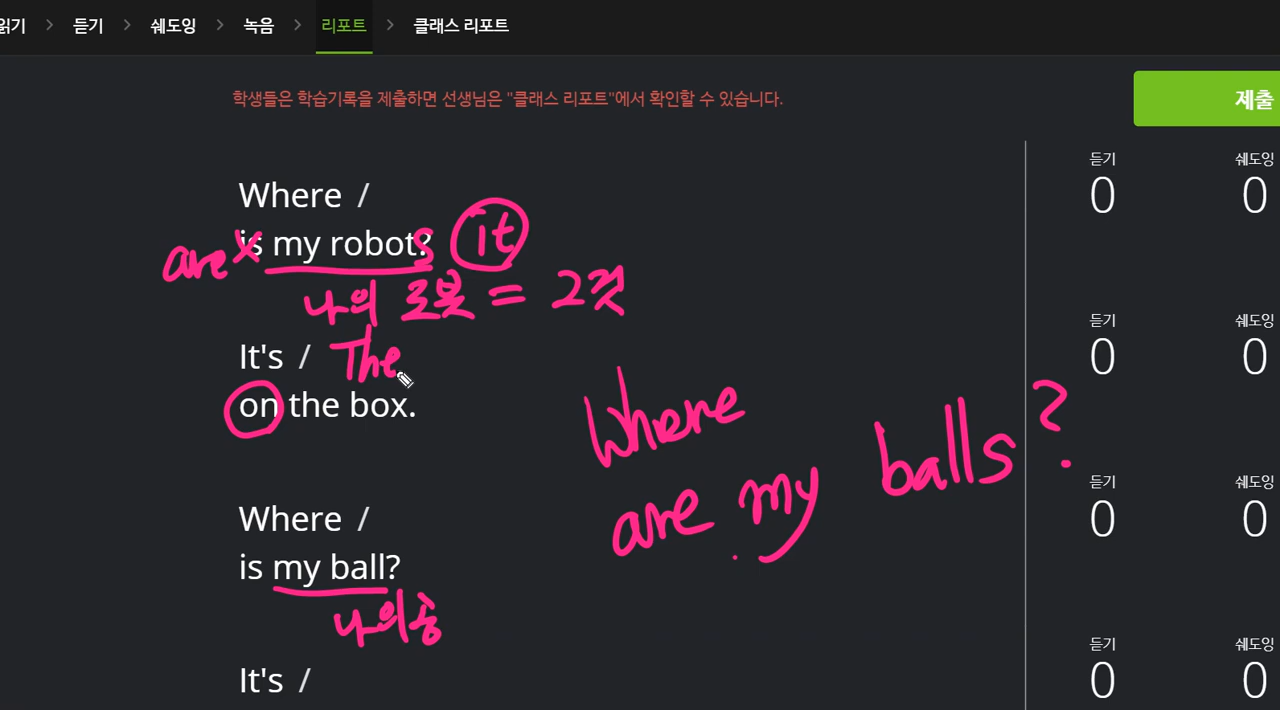 읽기 > 듣기 > 쉐도잉 > 녹음 > 리포트 > 클래스 리포트
학생들은 학습기록을 제출하면 선생님은 "클래스 리포트"에서 확인할 수 있습니다.
제출
듣기 쉐도잉
0 0
Where /
is my robot? s it
are X
나의 로봇 = 그것
듣기 쉐도잉
0 0
It's / The
on the box.
Where
are my balls?
듣기 쉐도잉
0 0
Where /
is my ball?
나의 공
듣기 쉐도잉
0 0
It's /